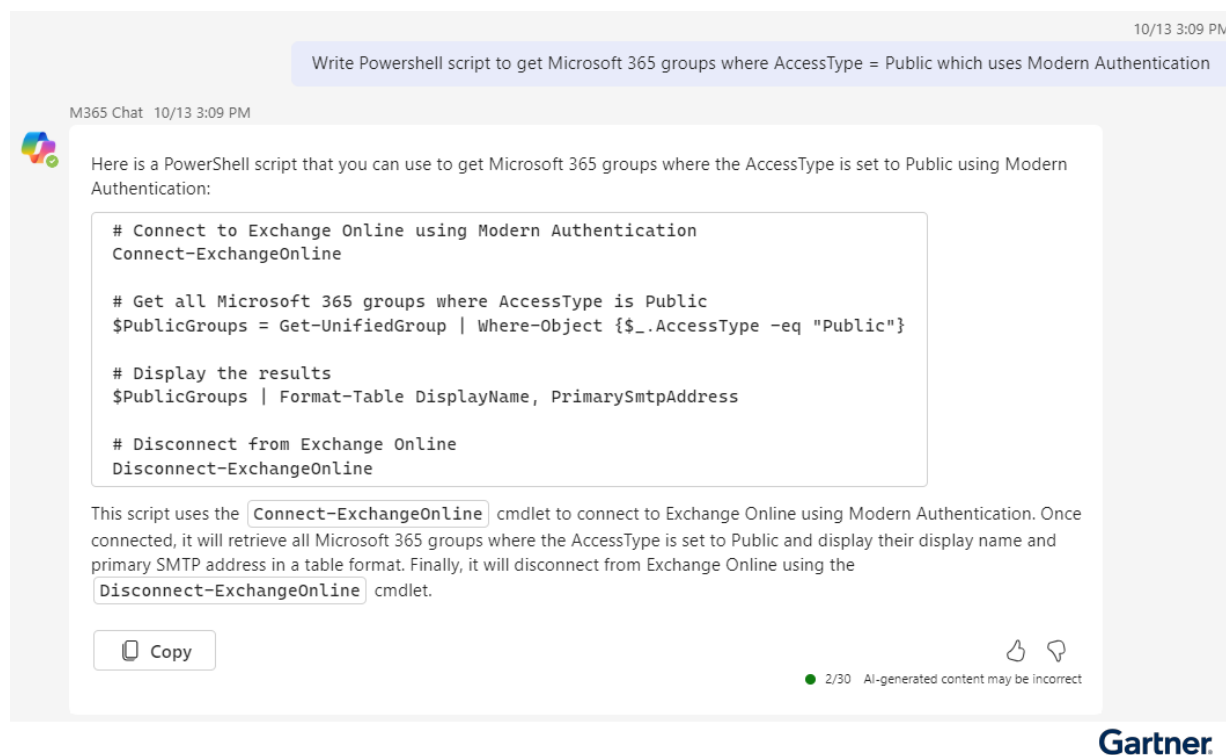 10/13 3:09 PM
Write Powershell script to get Microsoft 365 groups where AccessType = Public which uses Modern Authentication
M365 Chat 10/13 3:09 PM
Here is a PowerShell script that you can use to get Microsoft 365 groups where the AccessType is set to Public using Modern
Authentication:
# Connect to Exchange Online using Modern Authentication
Connect-ExchangeOnline
# Get all Microsoft 365 groups where AccessType is Public
$PublicGroups = Get-UnifiedGroup | Where-Object {$_.AccessType -eq "Public"}
# Display the results
$PublicGroups | Format-Table DisplayName, PrimarySmtpAddress
# Disconnect from Exchange Online
Disconnect-ExchangeOnline
This script uses the Connect-ExchangeOnline cmdlet to connect to Exchange Online using Modern Authentication. Once
connected, it will retrieve all Microsoft 365 groups where the AccessType is set to Public and display their display name and
primary SMTP address in a table format. Finally, it will disconnect from Exchange Online using the
Disconnect-ExchangeOnline cmdlet.
Copy
2/30 AI-generated content may be incorrect
Gartner